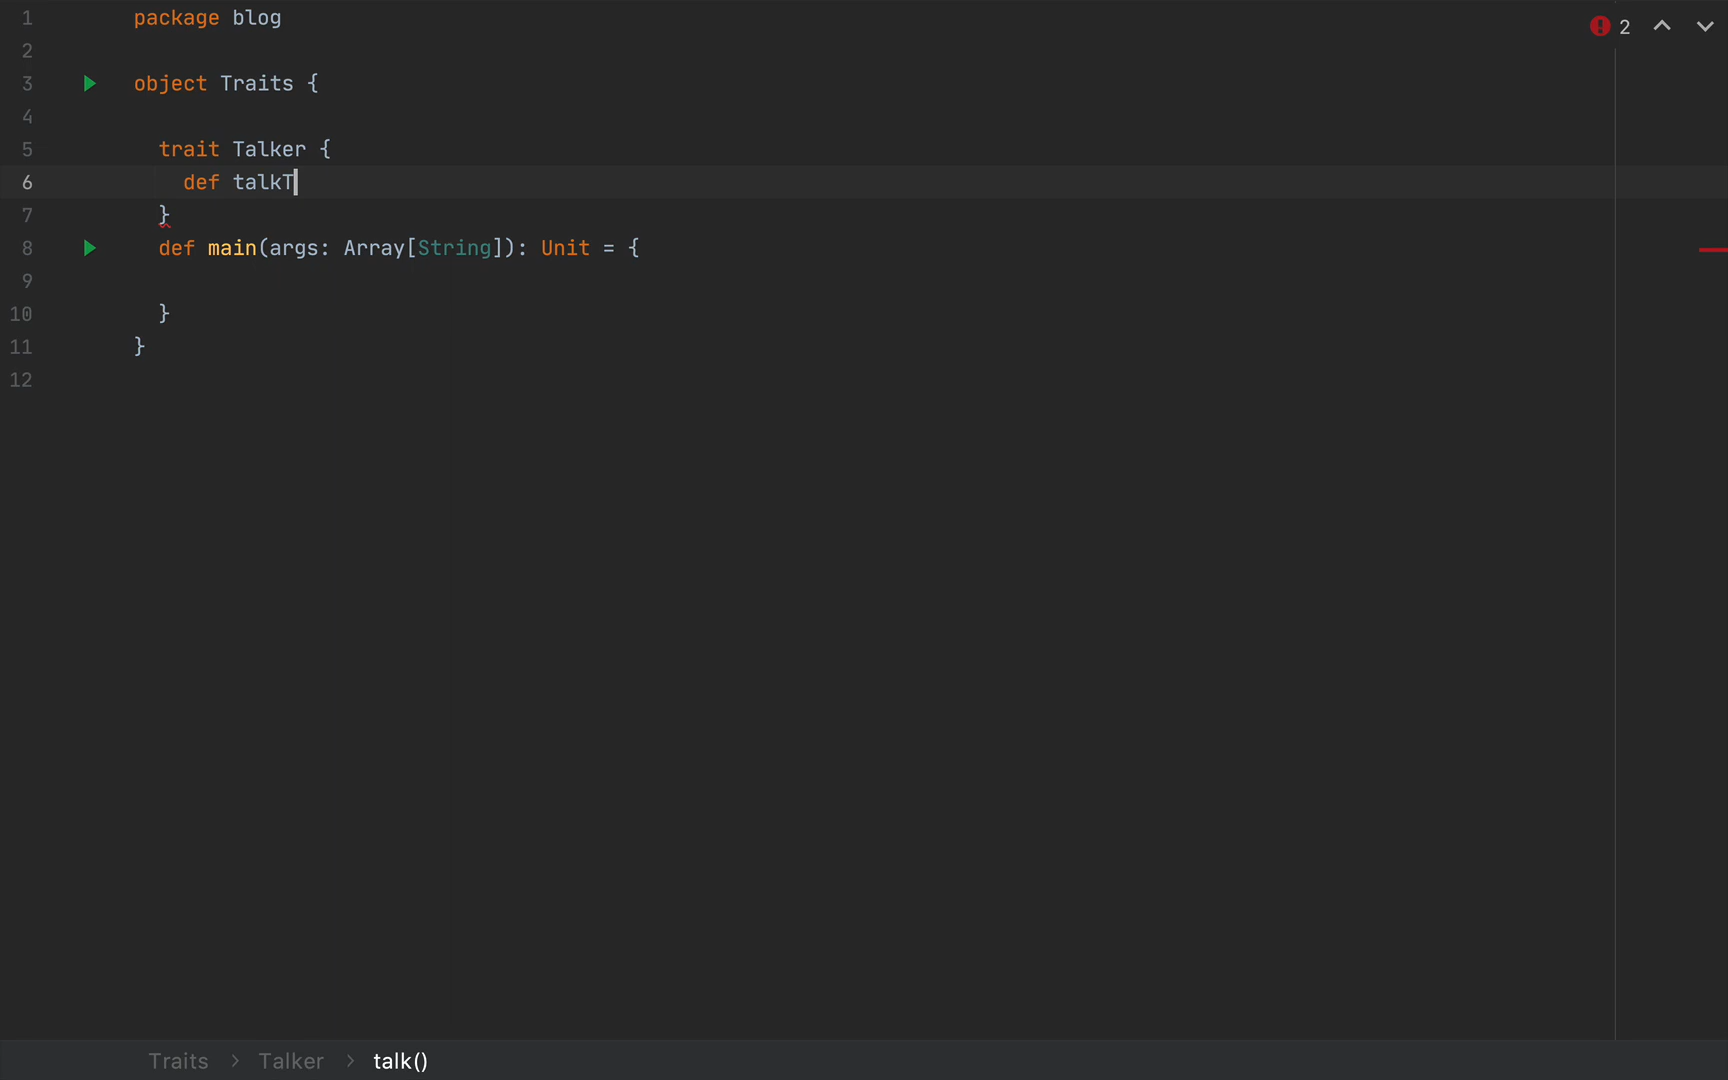 1 package blog
2
3 object Traits {
4
5 trait Talker {
6 def talkT
7 }
8 def main(args: Array[String]): Unit = {
9
10 }
11 }
12
2
Traits > Talker > talk()